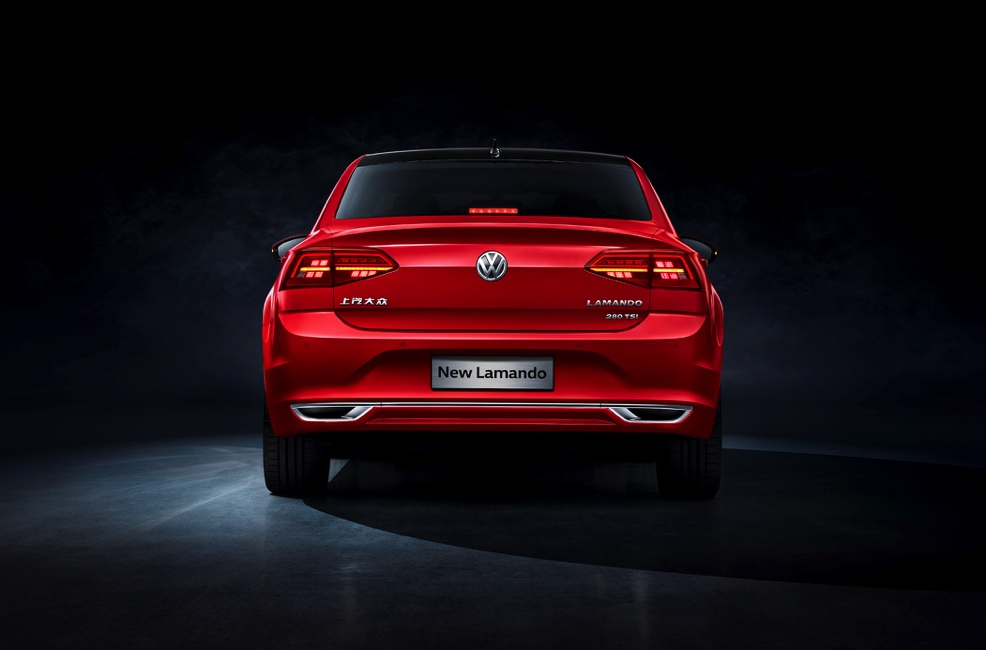 上汽大众
LAMANDO
280 TSI
New Lamando